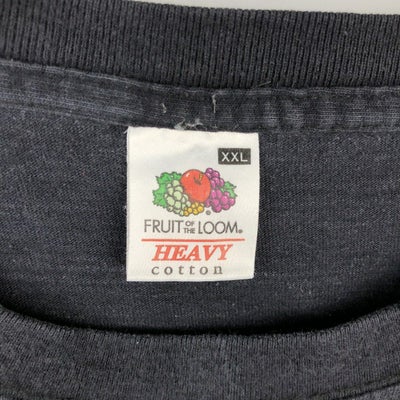 XXL
FRUIT OF THE LOOM®
HEAVY
cotton